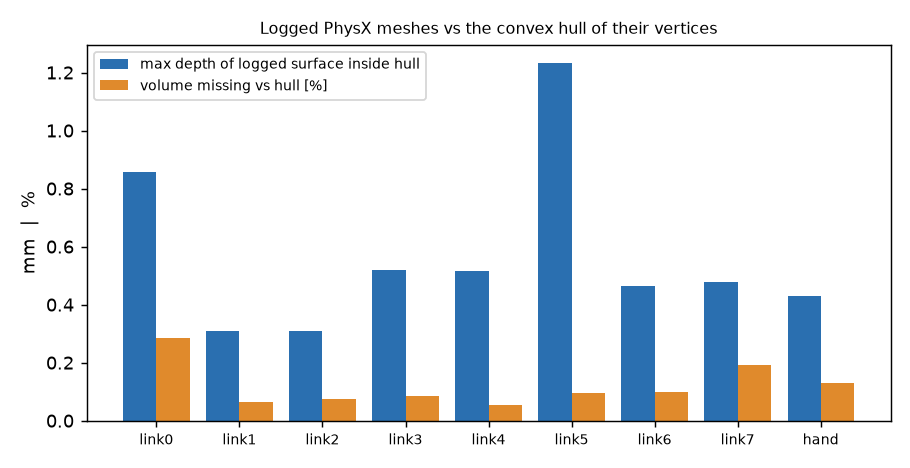 Logged PhysX meshes vs the convex hull of their vertices
max depth of logged surface inside hull
volume missing vs hull [%]
mm | %
1.2
1.0
0.8
0.6
0.4
0.2
0.0
link0 link1 link2 link3 link4 link5 link6 link7 hand